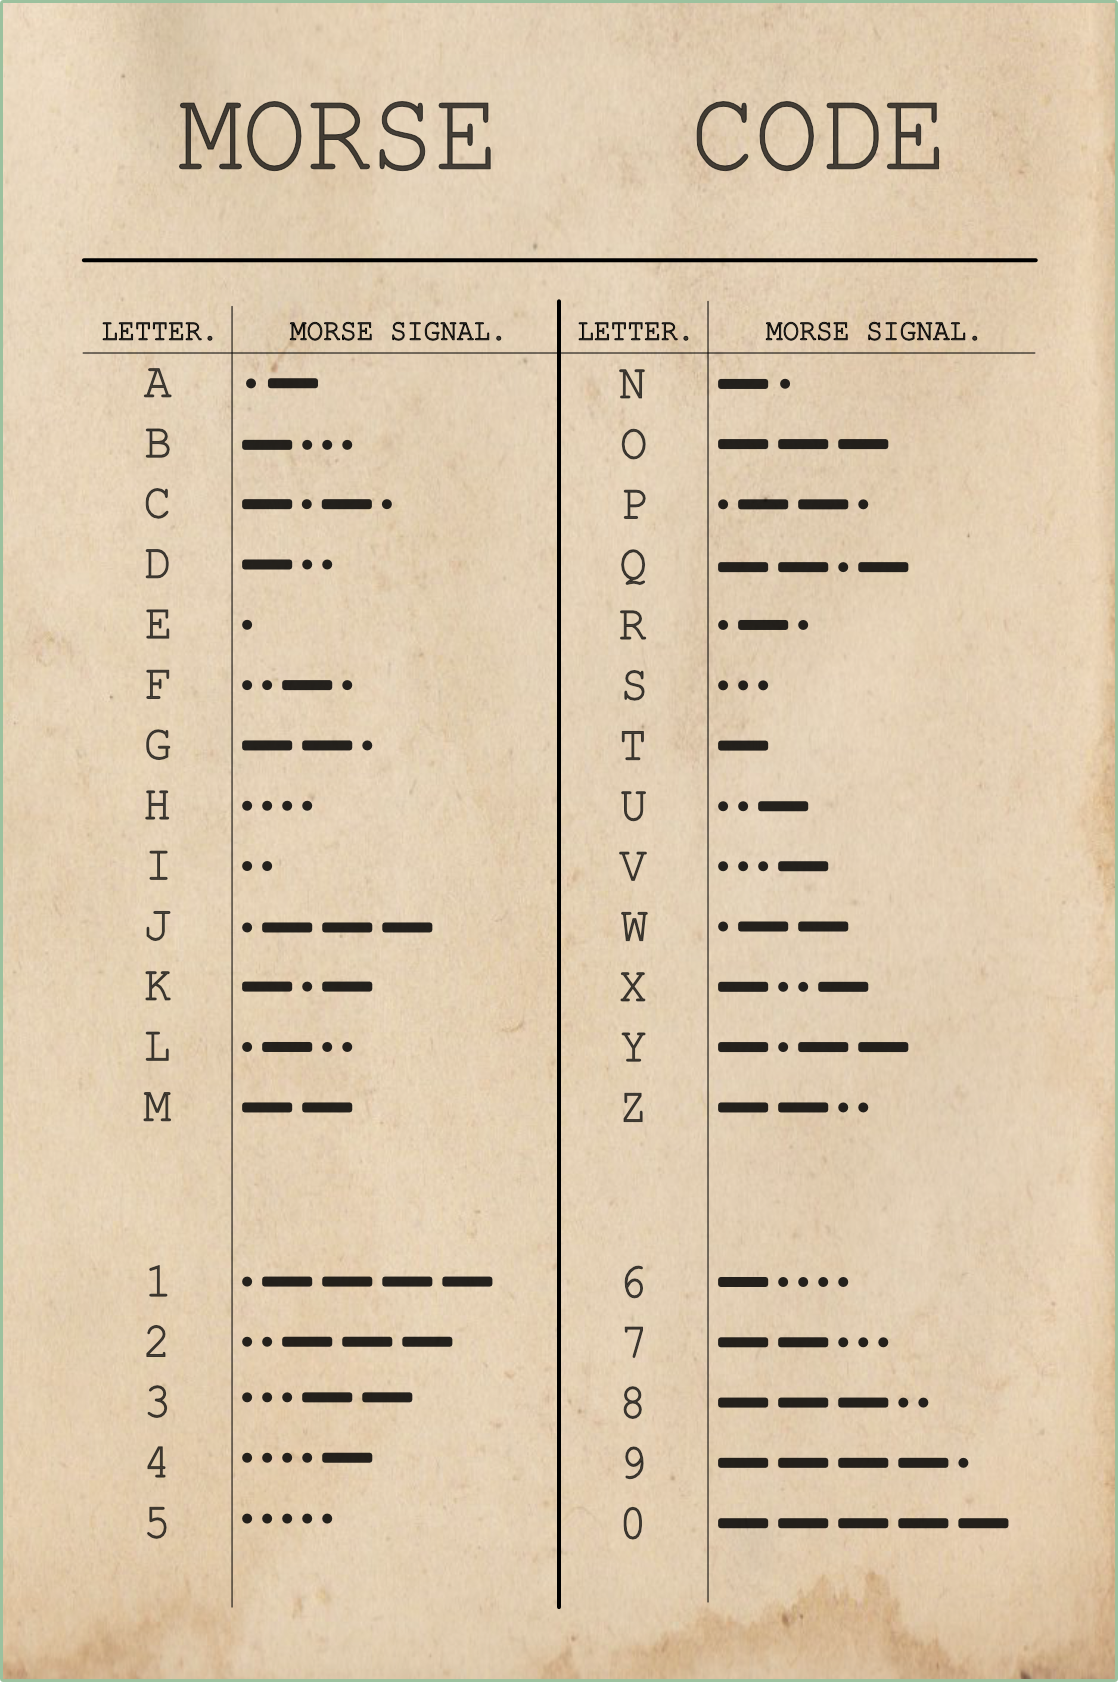 MORSE CODE
LETTER. MORSE SIGNAL. LETTER. MORSE SIGNAL.
A ·− N −·
B −··· O −−−
C −·−· P ·−−·
D −·· Q −−·−
E · R ·−·
F ··−· S ···
G −−· T −
H ···· U ··−
I ·· V ···−
J ·−−− W ·−−
K −·− X −··−
L ·−·· Y −·−−
M −− Z −−··
1 ·−−−− 6 −····
2 ··−−− 7 −−···
3 ···−− 8 −−−··
4 ····− 9 −−−−·
5 ····· 0 −−−−−